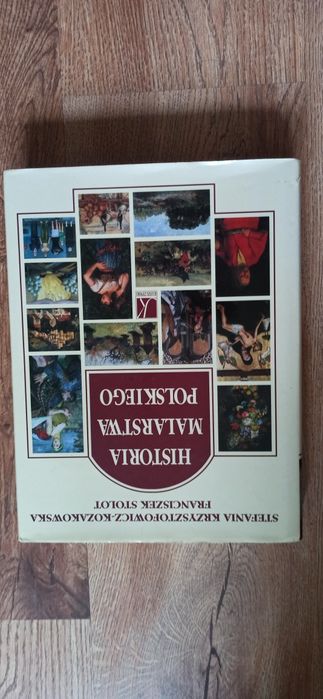 STEFANIA KRZYSZTOFOWICZ-KOZAKOWSKA
FRANCISZEK STOLOT
HISTORIA
MALARSTWA
POLSKIEGO